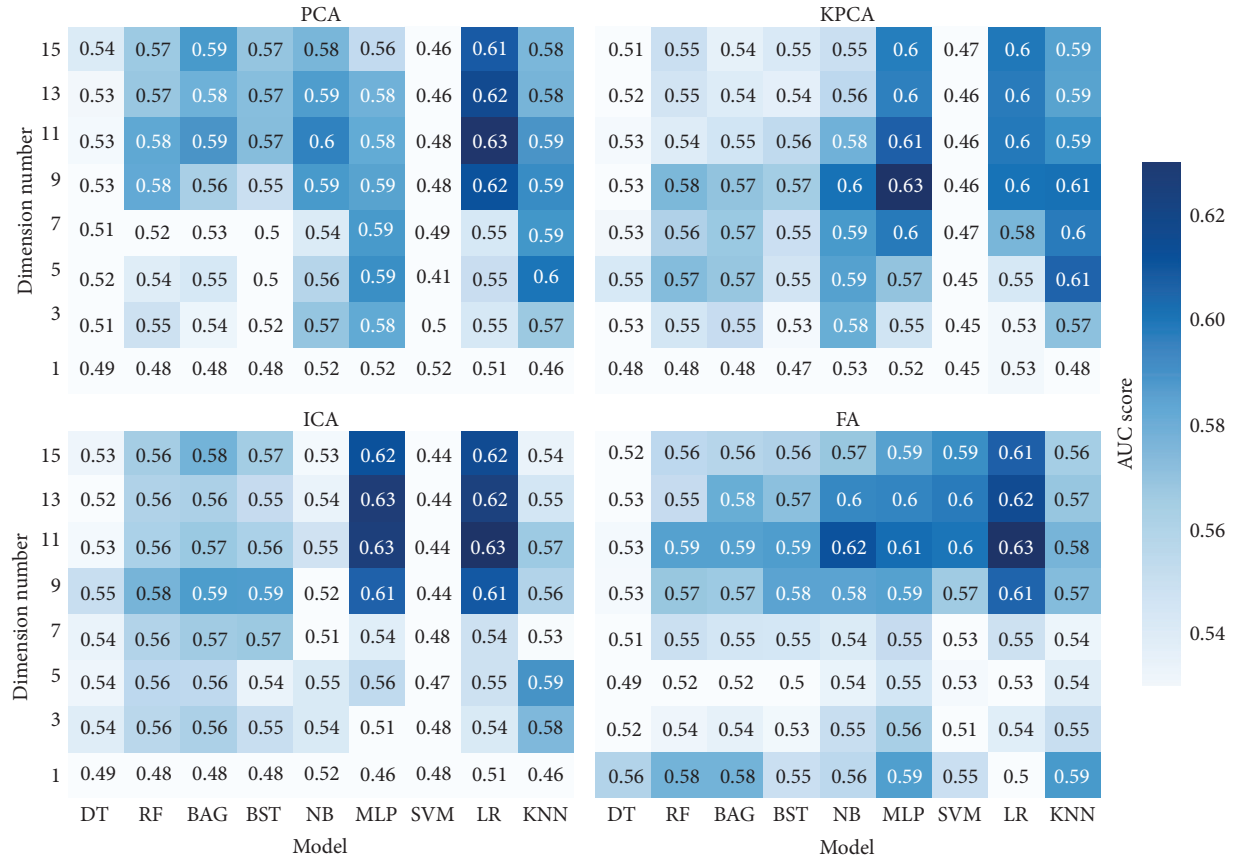 PCA
KPCA
15 0.54 0.57 0.59 0.57 0.58 0.56 0.46 0.61 0.58 0.51 0.55 0.54 0.55 0.55 0.6 0.47 0.6 0.59
13 0.53 0.57 0.58 0.57 0.59 0.58 0.46 0.62 0.58 0.52 0.55 0.54 0.54 0.56 0.6 0.46 0.6 0.59
11 0.53 0.58 0.59 0.57 0.6 0.58 0.48 0.63 0.59 0.53 0.54 0.55 0.56 0.58 0.61 0.48 0.6 0.59
9 0.53 0.58 0.56 0.55 0.59 0.59 0.48 0.62 0.59 0.53 0.58 0.57 0.57 0.6 0.63 0.46 0.6 0.61
7 0.51 0.52 0.53 0.5 0.54 0.59 0.49 0.55 0.59 0.53 0.56 0.57 0.55 0.59 0.6 0.47 0.58 0.6
5 0.52 0.54 0.55 0.5 0.56 0.59 0.41 0.55 0.6 0.55 0.57 0.57 0.55 0.59 0.57 0.45 0.55 0.61
3 0.51 0.55 0.54 0.52 0.57 0.58 0.5 0.55 0.57 0.53 0.55 0.55 0.53 0.58 0.55 0.45 0.53 0.57
1 0.49 0.48 0.48 0.48 0.52 0.52 0.52 0.51 0.46 0.48 0.48 0.48 0.47 0.53 0.52 0.45 0.53 0.48
Dimension number
ICA
FA
15 0.53 0.56 0.58 0.57 0.53 0.62 0.44 0.62 0.54 0.52 0.56 0.56 0.56 0.57 0.59 0.59 0.61 0.56
13 0.52 0.56 0.56 0.55 0.54 0.63 0.44 0.62 0.55 0.53 0.55 0.58 0.57 0.6 0.6 0.6 0.62 0.57
11 0.53 0.56 0.57 0.56 0.55 0.63 0.44 0.63 0.57 0.53 0.59 0.59 0.59 0.62 0.61 0.6 0.63 0.58
9 0.55 0.58 0.59 0.59 0.52 0.61 0.44 0.61 0.56 0.53 0.57 0.57 0.58 0.58 0.59 0.57 0.61 0.57
7 0.54 0.56 0.57 0.57 0.51 0.54 0.48 0.54 0.53 0.51 0.55 0.55 0.55 0.54 0.55 0.53 0.55 0.54
5 0.54 0.56 0.56 0.54 0.55 0.56 0.47 0.55 0.59 0.49 0.52 0.52 0.5 0.54 0.55 0.53 0.53 0.54
3 0.54 0.56 0.56 0.55 0.54 0.51 0.48 0.54 0.58 0.52 0.54 0.54 0.53 0.55 0.56 0.51 0.54 0.55
1 0.49 0.48 0.48 0.48 0.52 0.46 0.48 0.51 0.46 0.56 0.58 0.58 0.55 0.56 0.59 0.55 0.5 0.59
Dimension number
DT RF BAG BST NB MLP SVM LR KNN DT RF BAG BST NB MLP SVM LR KNN
Model
Model
AUC score
0.62
0.60
0.58
0.56
0.54